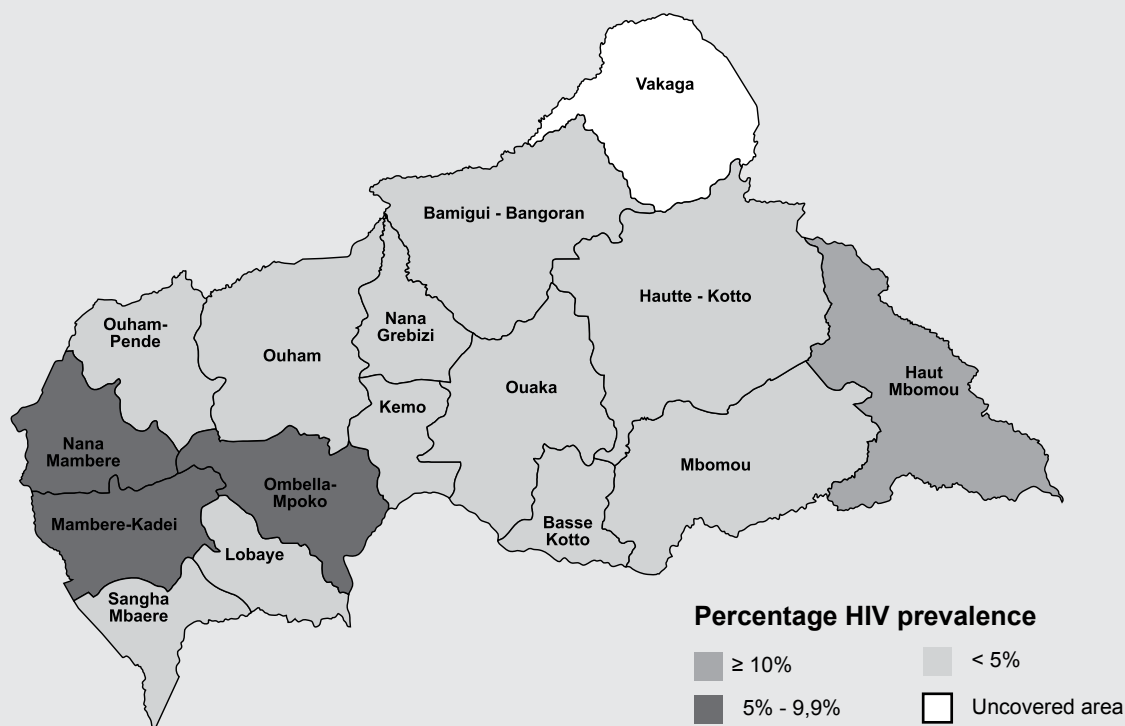 Vakaga
Bamigui - Bangoran
Hautte - Kotto
Ouham-
Pende
Ouham
Nana
Grebizi
Ouaka
Haut
Mbomou
Kemo
Nana
Mambere
Ombella-
Mpoko
Mbomou
Mambere-Kadei
Basse
Kotto
Lobaye
Sangha
Mbaere
Percentage HIV prevalence
≥ 10%
< 5%
5% - 9,9%
Uncovered area